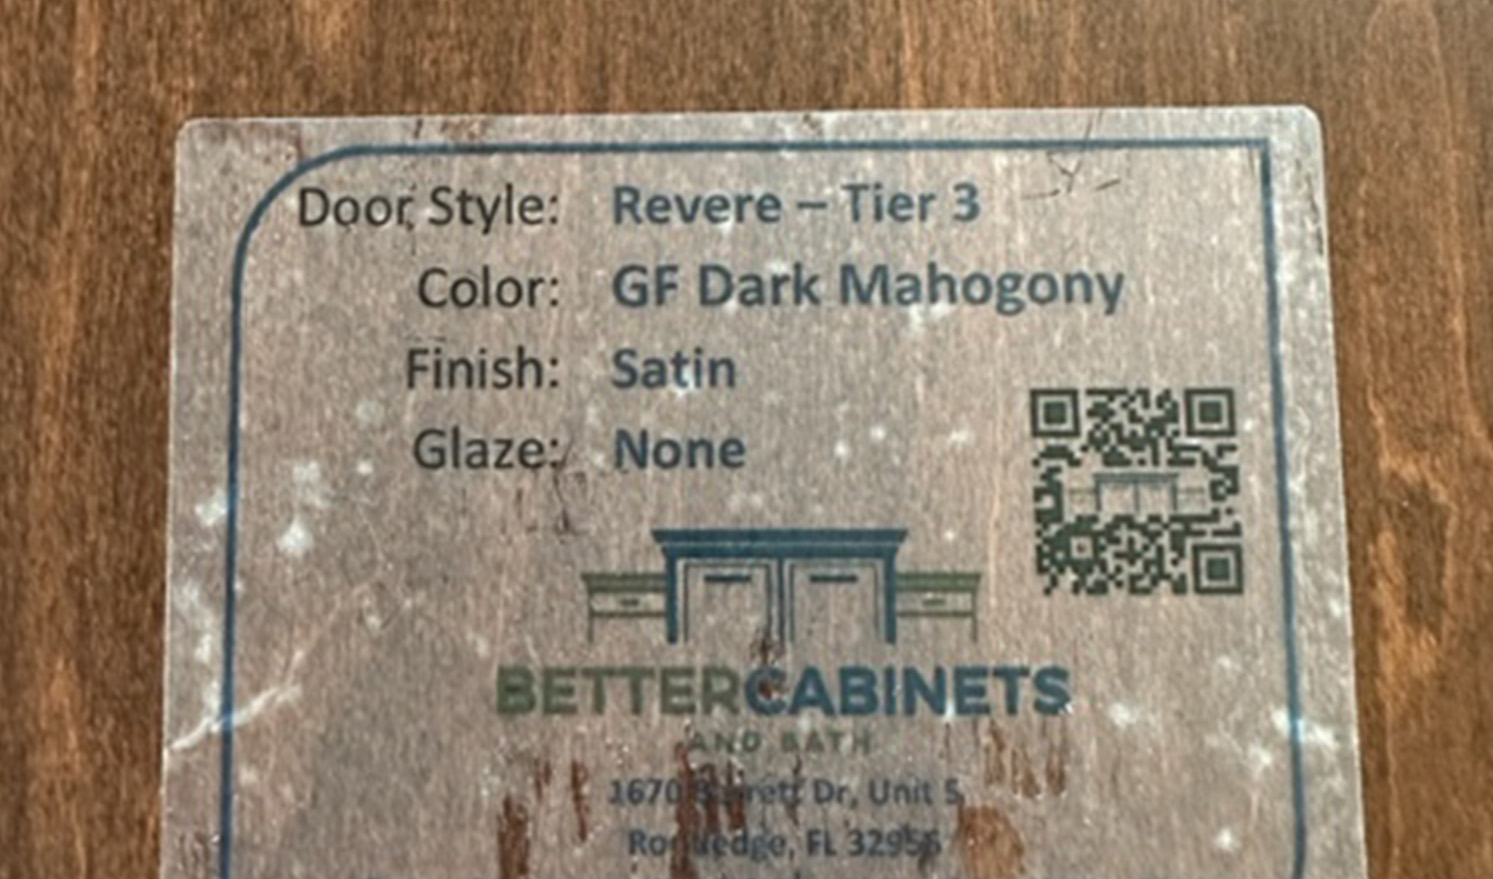 Door Style: Revere – Tier 3
Color: GF Dark Mahogony
Finish: Satin
Glaze: None
BETTERCABINETS
AND BATH
1670 Dr, Unit 5
FL